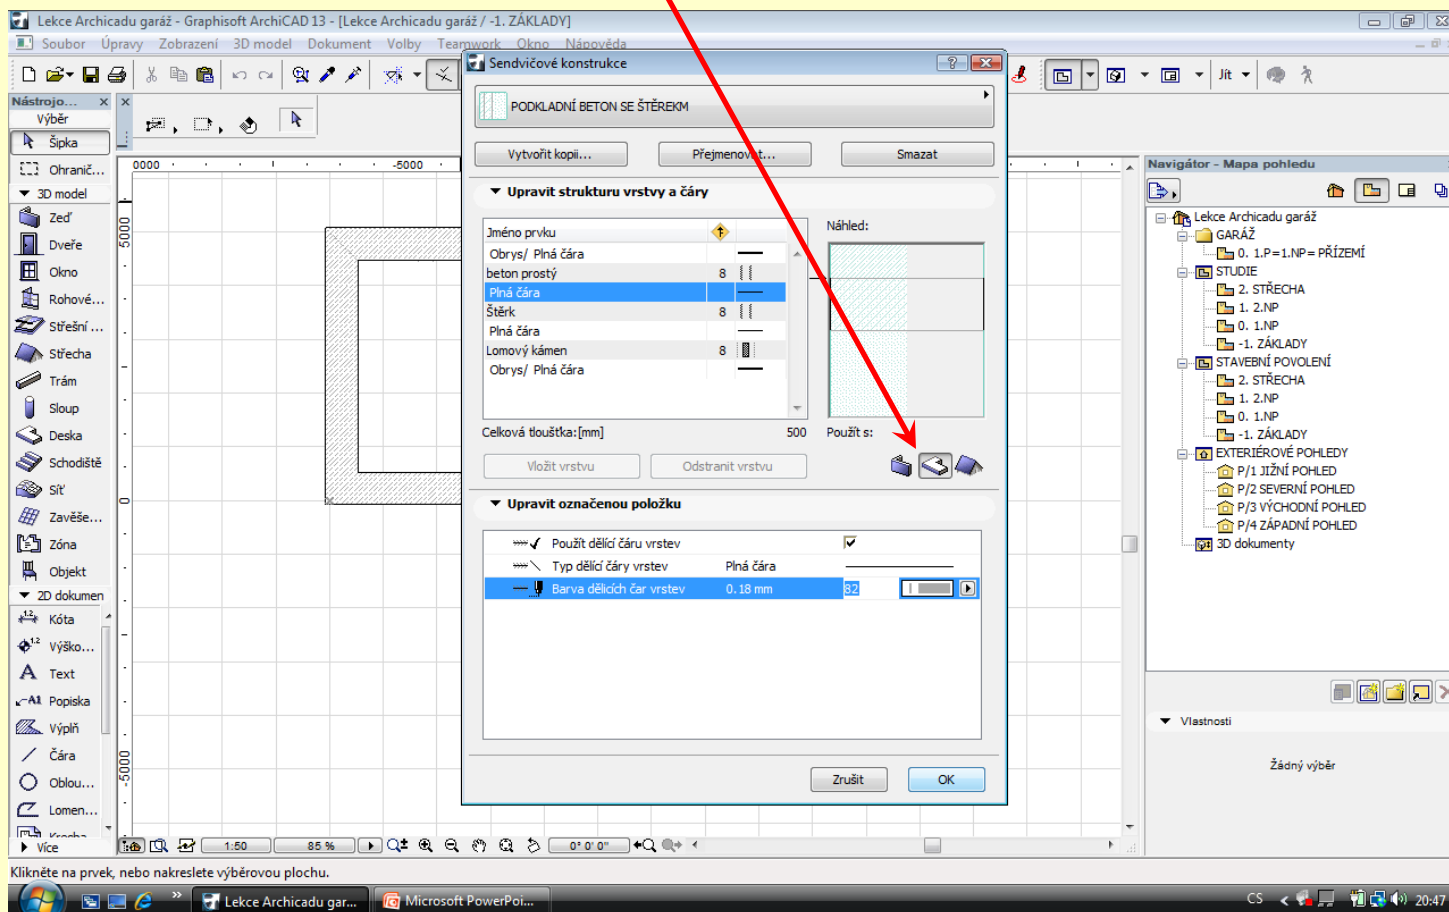 Lekce Archicadu garáž - Graphisoft ArchiCAD 13 - [Lekce Archicadu garáž / -1. ZÁKLADY]
Soubor Úpravy Zobrazení 3D model Dokument Volby Teamwork Okno Nápověda
Jít
Nástrojo...
Výběr
Šipka
Ohranič...
3D model
Zeď
Dveře
Okno
Rohové...
Střešní ...
Střecha
Trám
Sloup
Deska
Schodiště
Síť
Zavěše...
Zóna
Objekt
2D dokumen
Kóta
Výško...
Text
A1 Popiska
Výplň
Čára
Oblou...
Lomen...
Více
0000
-5000
5000
0
-5000
Sendvičové konstrukce
PODKLADNÍ BETON SE ŠTĚREKM
Vytvořit kopii...
Přejmenovat...
Smazat
Upravit strukturu vrstvy a čáry
Jméno prvku
Náhled:
Obrys/ Plná čára
beton prostý 8
Plná čára
Štěrk 8
Plná čára
Lomový kámen 8
Obrys/ Plná čára
Celková tloušťka:[mm] 500
Použít s:
Vložit vrstvu
Odstranit vrstvu
Upravit označenou položku
Použít dělící čáru vrstev
Typ dělící čáry vrstev Plná čára
Barva dělicích čar vrstev 0.18 mm 82
Zrušit
OK
Navigátor - Mapa pohledu
Lekce Archicadu garáž
GARÁŽ
0. 1.P=1.NP= PŘÍZEMÍ
STUDIE
2. STŘECHA
1. 2.NP
0. 1.NP
-1. ZÁKLADY
STAVEBNÍ POVOLENÍ
2. STŘECHA
1. 2.NP
0. 1.NP
-1. ZÁKLADY
EXTERIÉROVÉ POHLEDY
P/1 JIŽNÍ POHLED
P/2 SEVERNÍ POHLED
P/3 VÝCHODNÍ POHLED
P/4 ZÁPADNÍ POHLED
3D dokumenty
Vlastnosti
Žádný výběr
1:50
85 %
0° 0' 0"
Klikněte na prvek, nebo nakreslete výběrovou plochu.
Lekce Archicadu gar...
Microsoft PowerPoi...
CS
20:47